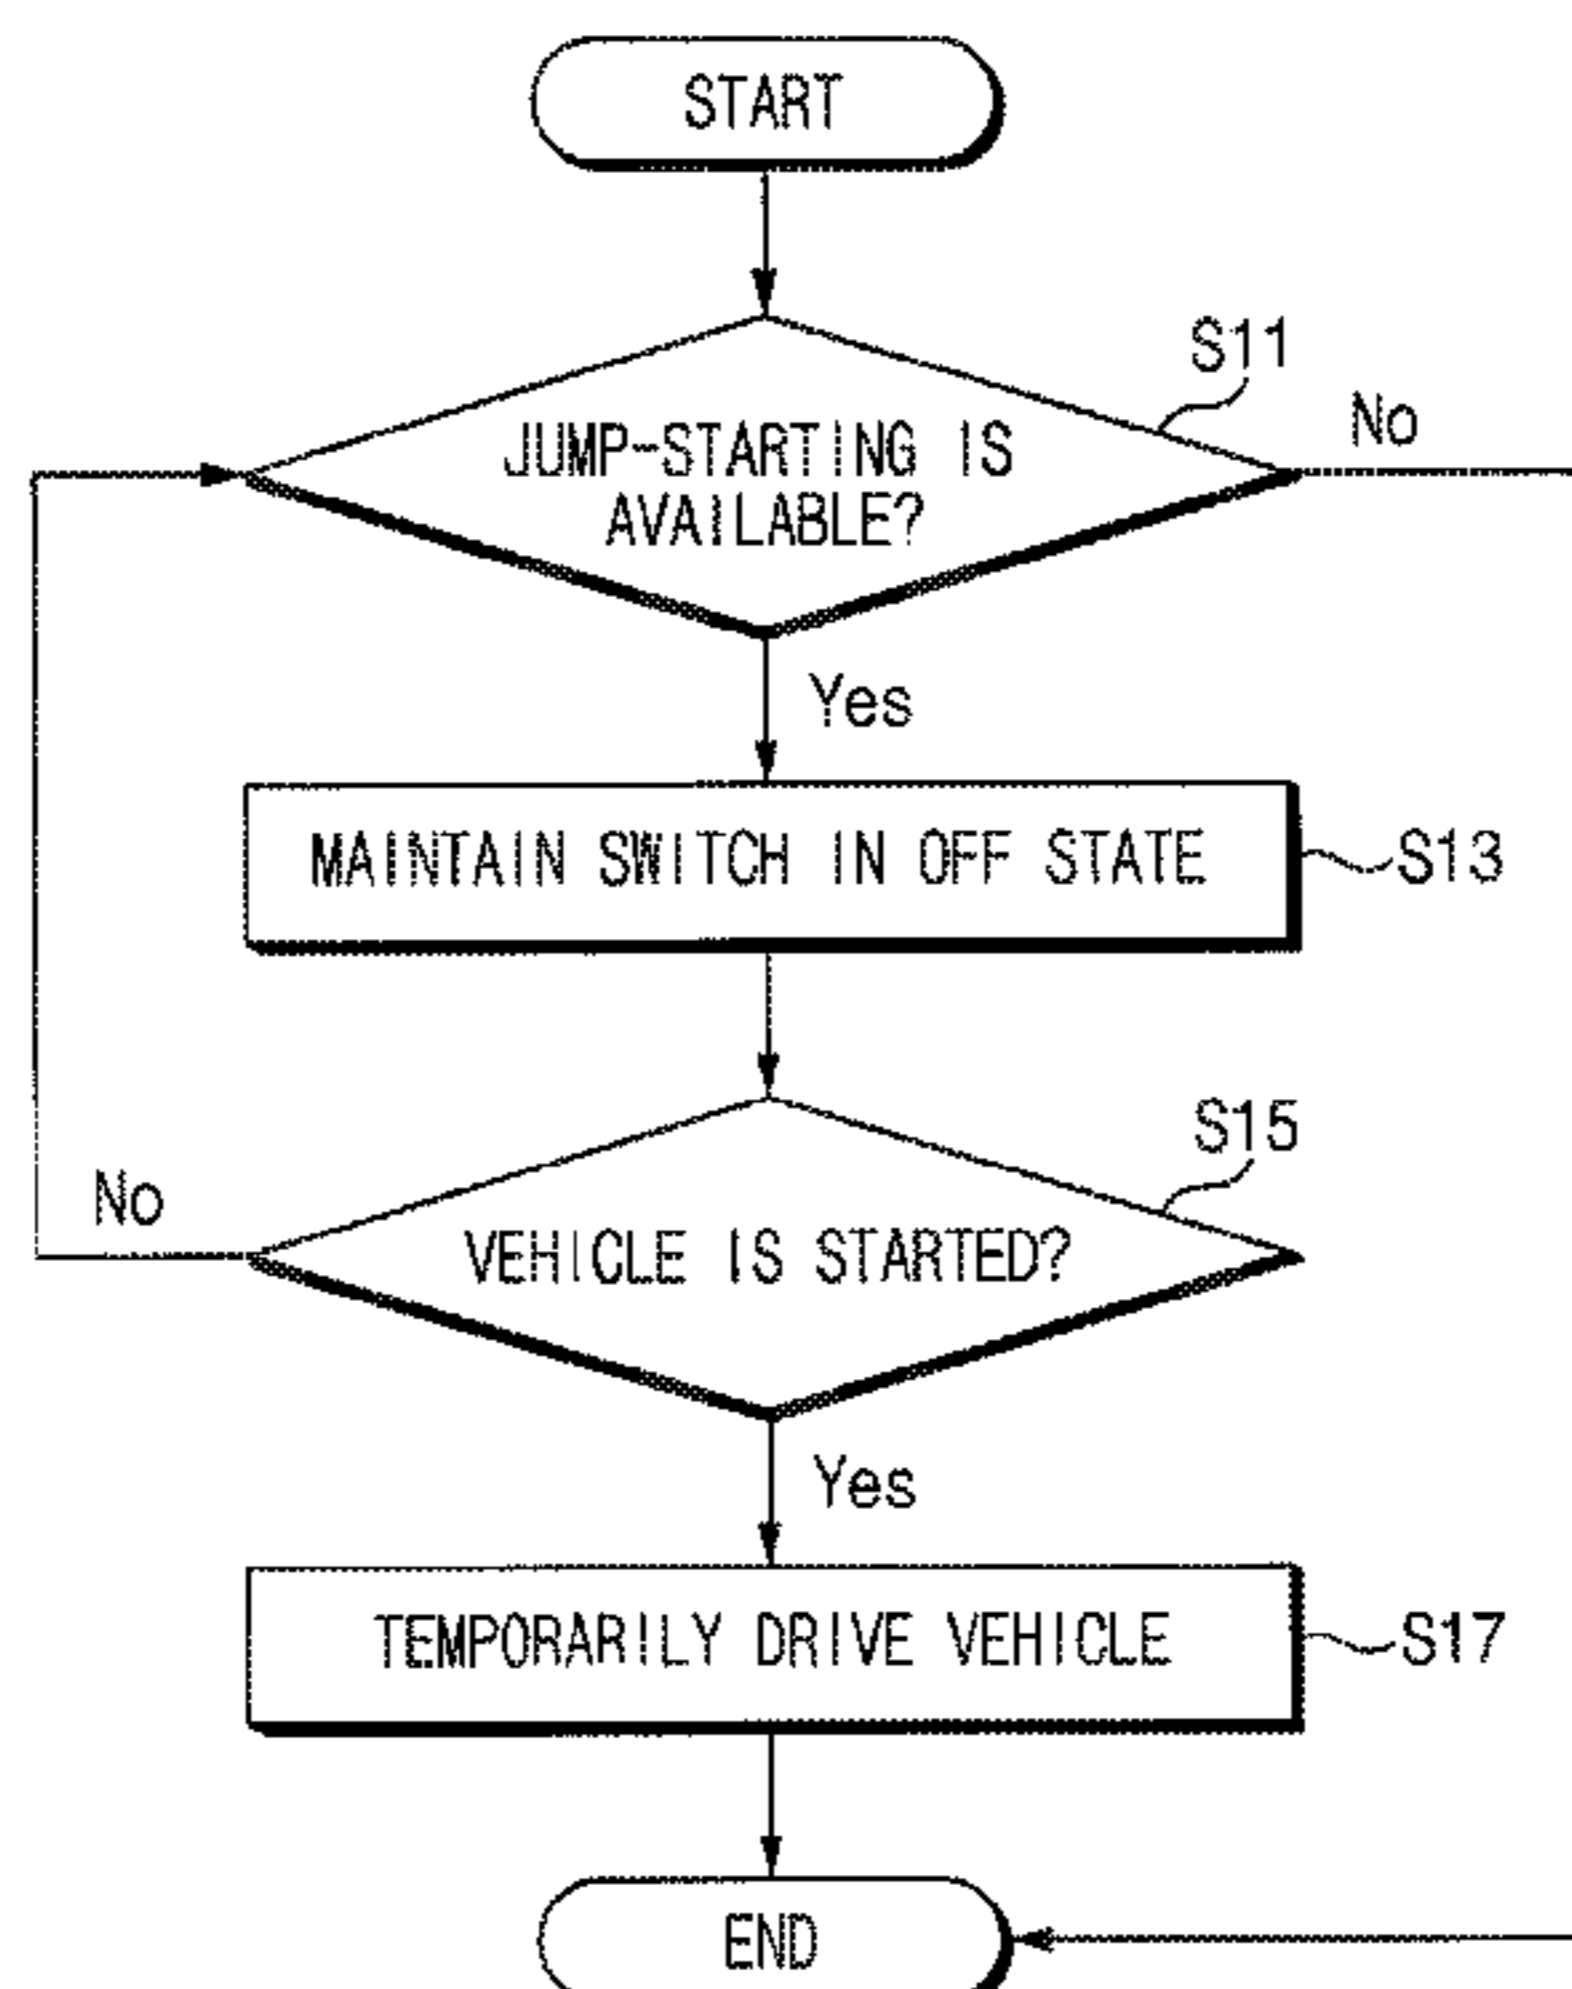 START
S11
No
JUMP-STARTING IS
AVAILABLE?
Yes
MAINTAIN SWITCH IN OFF STATE
S13
S15
No
VEHICLE IS STARTED?
Yes
TEMPORARILY DRIVE VEHICLE
S17
END